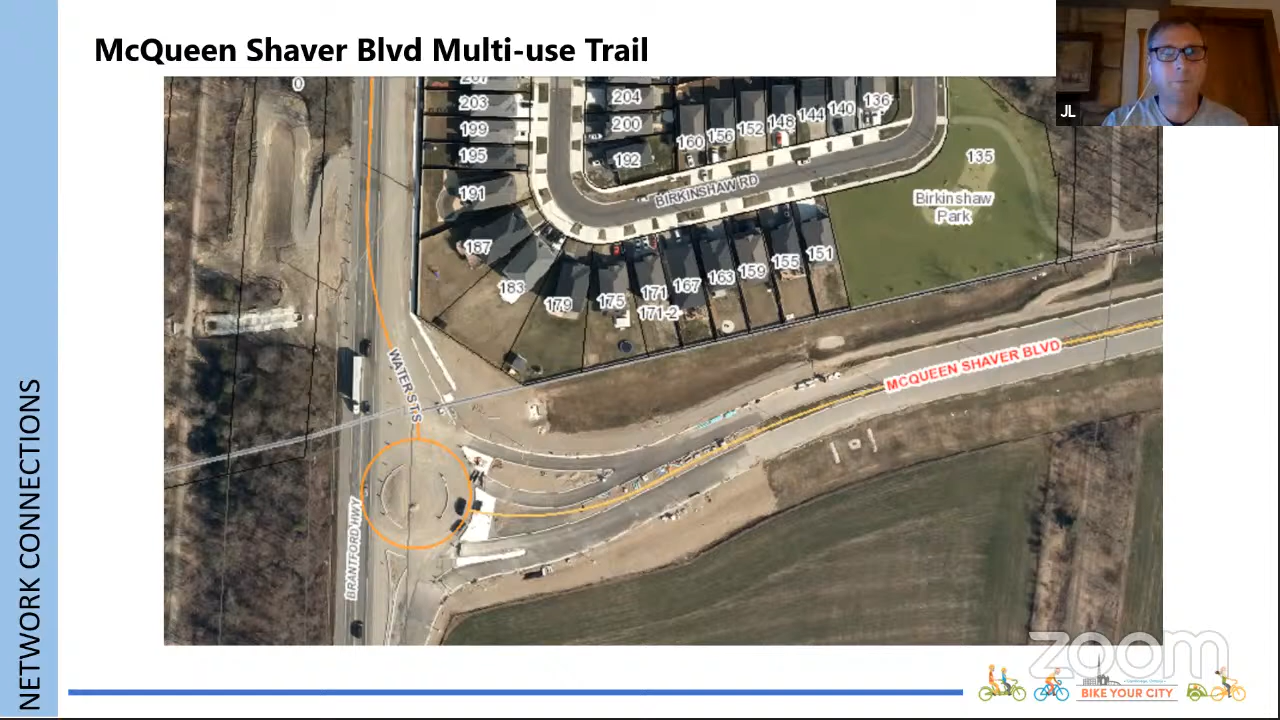 McQueen Shaver Blvd Multi-use Trail
JL
NETWORK CONNECTIONS
0
201
203
199
195
191
187
183
179
175
171
171-2
167
163
159
155
151
204
200
192
160
156
152
148
144
140
136
135
Birkinshaw
Park
BIRKINSHAW RD
WATER ST S
MCQUEEN SHAVER BLVD
BRANTFORD HWY
zoom
BIKE YOUR CITY